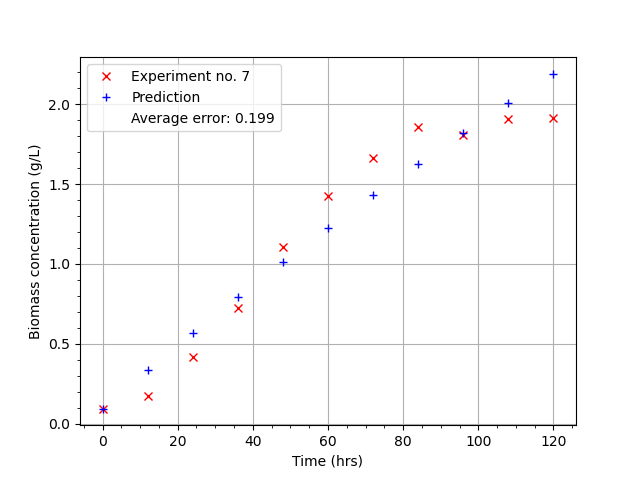 Experiment no. 7
Prediction
Average error: 0.199
2.0
1.5
1.0
0.5
0.0
Biomass concentration (g/L)
0 20 40 60 80 100 120
Time (hrs)